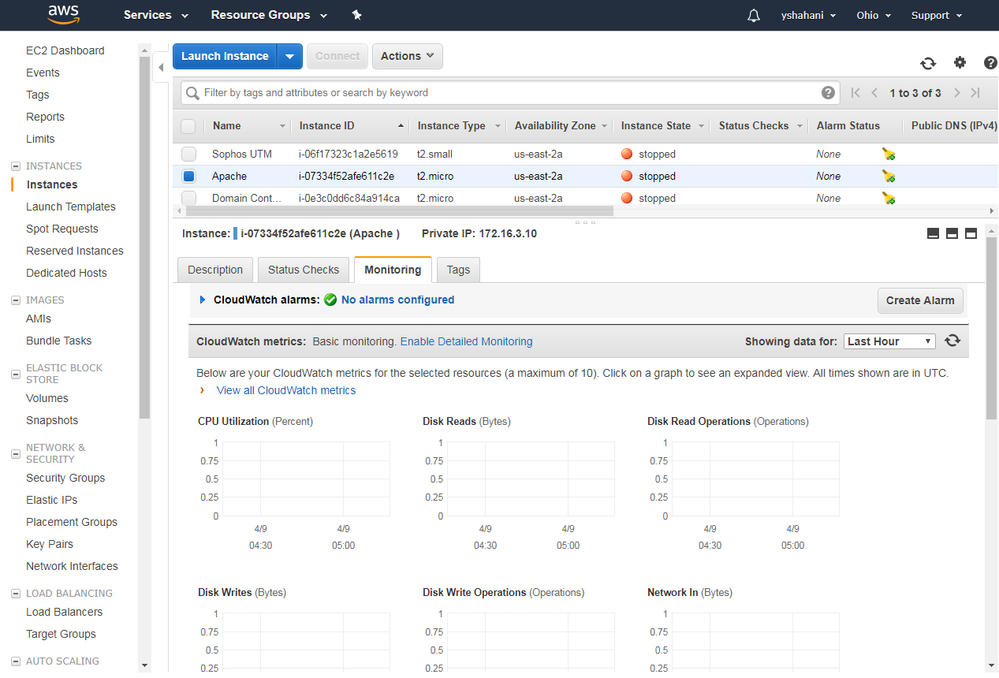 aws Services Resource Groups yshahani Ohio Support
EC2 Dashboard
Events
Tags
Reports
Limits
INSTANCES
Instances
Launch Templates
Spot Requests
Reserved Instances
Dedicated Hosts
IMAGES
AMIs
Bundle Tasks
ELASTIC BLOCK
STORE
Volumes
Snapshots
NETWORK &
SECURITY
Security Groups
Elastic IPs
Placement Groups
Key Pairs
Network Interfaces
LOAD BALANCING
Load Balancers
Target Groups
AUTO SCALING
Launch Instance Connect Actions
Filter by tags and attributes or search by keyword 1 to 3 of 3
Name Instance ID Instance Type Availability Zone Instance State Status Checks Alarm Status Public DNS (IPv4)
Sophos UTM i-06f17323c1a2e5619 t2.small us-east-2a stopped None
Apache i-07334f52afe611c2e t2.micro us-east-2a stopped None
Domain Cont... i-0e3c0dd6c84a914ca t2.micro us-east-2a stopped None
Instance: i-07334f52afe611c2e (Apache ) Private IP: 172.16.3.10
Description Status Checks Monitoring Tags
CloudWatch alarms: No alarms configured Create Alarm
CloudWatch metrics: Basic monitoring. Enable Detailed Monitoring Showing data for: Last Hour
Below are your CloudWatch metrics for the selected resources (a maximum of 10). Click on a graph to see an expanded view. All times shown are in UTC.
› View all CloudWatch metrics
CPU Utilization (Percent) Disk Reads (Bytes) Disk Read Operations (Operations)
1 1 1
0.75 0.75 0.75
0.5 0.5 0.5
0.25 0.25 0.25
0 0 0
4/9 4/9 4/9 4/9 4/9 4/9
04:30 05:00 04:30 05:00 04:30 05:00
Disk Writes (Bytes) Disk Write Operations (Operations) Network In (Bytes)
1 1 1
0.75 0.75 0.75
0.5 0.5 0.5
0.25 0.25 0.25